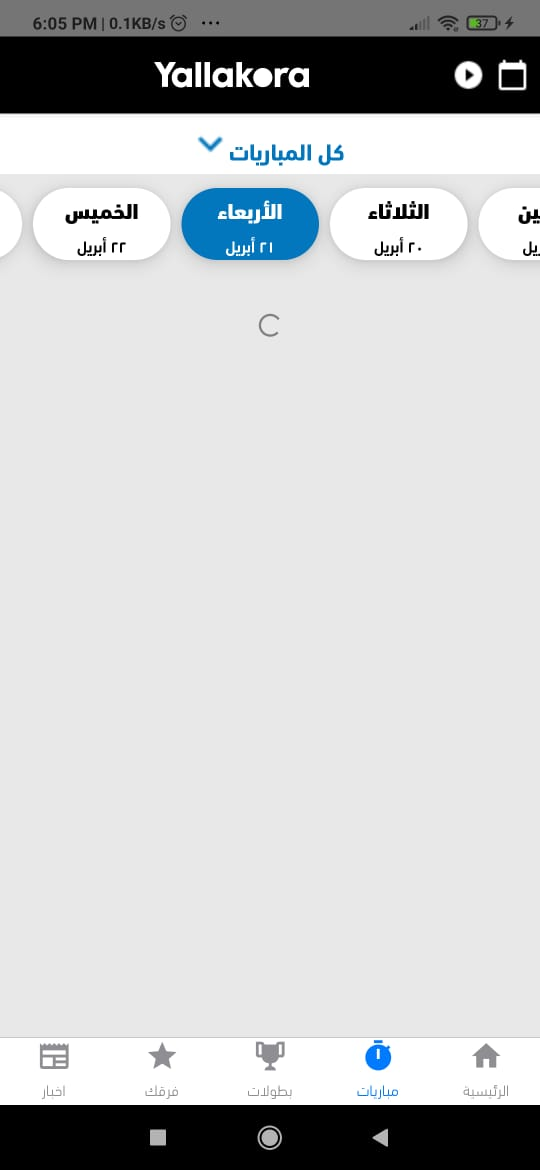 6:05 PM | 0.1KB/s ...
37
Yallakora
كل المباريات
الثلاثاء
٢٠ أبريل
الأربعاء
٢١ أبريل
الخميس
٢٢ أبريل
الرئيسية
مباريات
بطولات
فرقك
اخبار